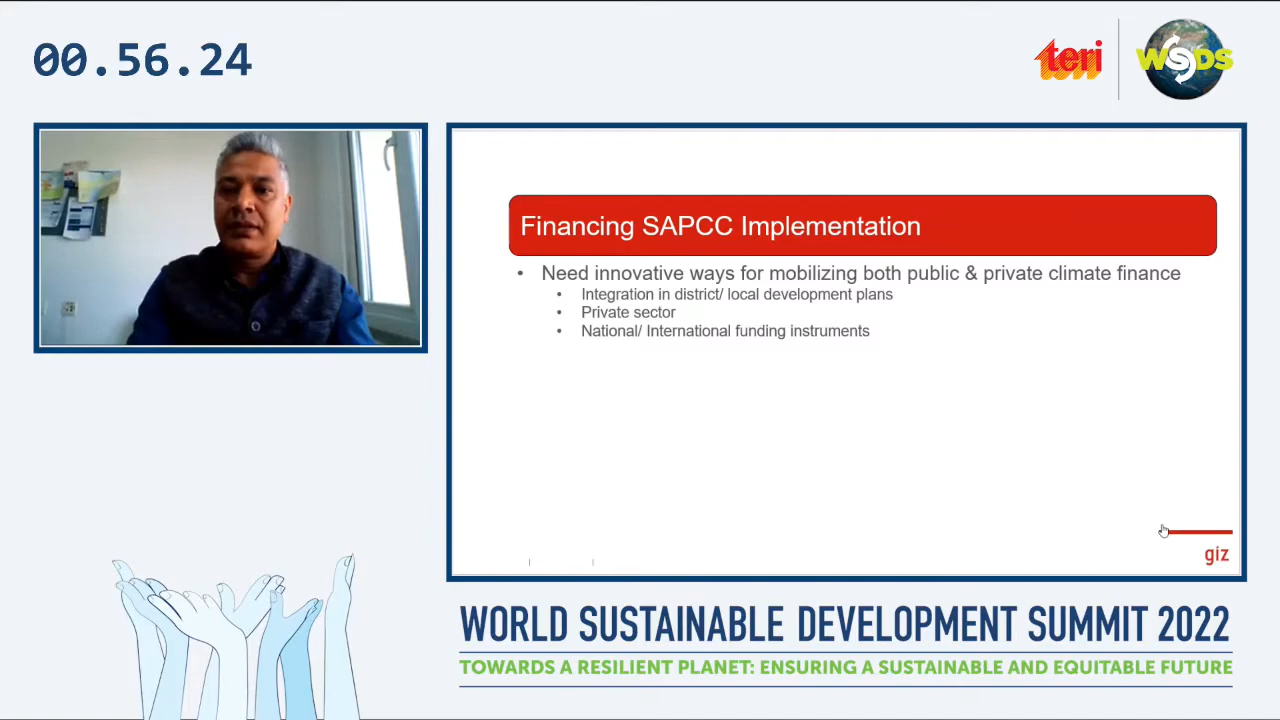 00.56.24
teri
WSDS
Financing SAPCC Implementation
• Need innovative ways for mobilizing both public & private climate finance
• Integration in district/ local development plans
• Private sector
• National/ International funding instruments
giz
WORLD SUSTAINABLE DEVELOPMENT SUMMIT 2022
TOWARDS A RESILIENT PLANET: ENSURING A SUSTAINABLE AND EQUITABLE FUTURE